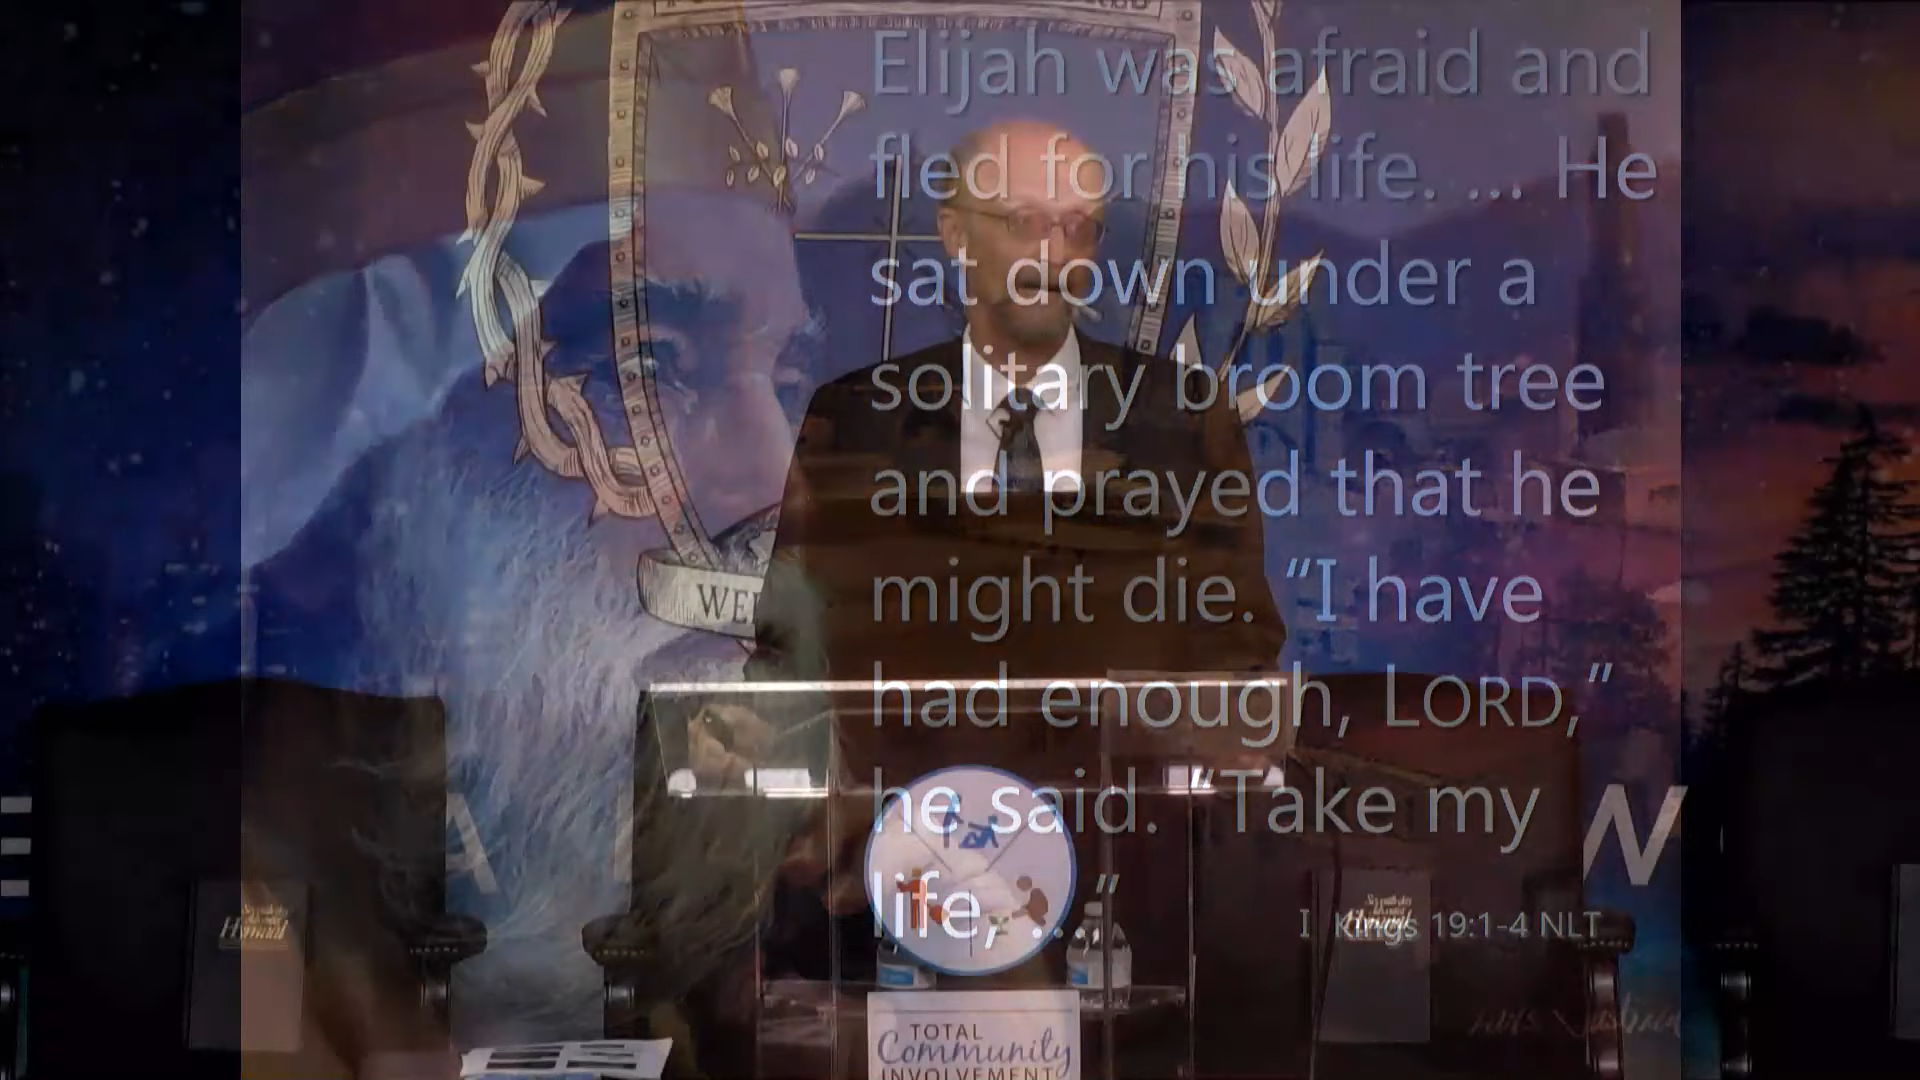 Elijah was afraid and
fled for his life. ... He
sat down under a
solitary broom tree
and prayed that he
might die. “I have
had enough, LORD,”
he said. “Take my
life, ...”
I Kings 19:1-4 NLT
WE
A
N
Hymnal
TOTAL
Community
INVOLVEMENT